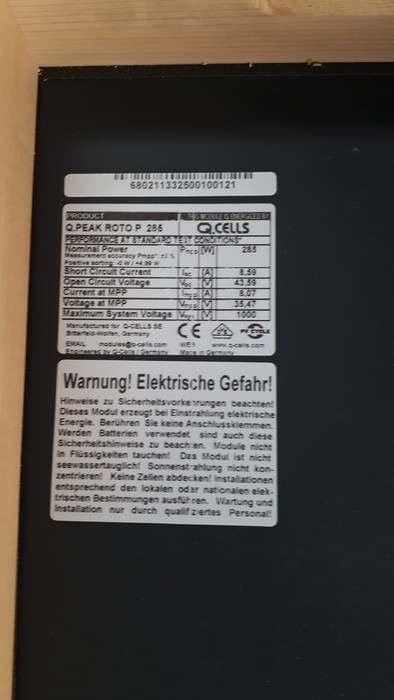 680211332500100121
PRODUCT THIS MODULE IS ENERGIZED BY
Q.PEAK ROTO P 285 Q.CELLS
PERFORMANCE AT STANDARD TEST CONDITIONS*
Nominal Power Pmpp [W] 285
Measurement accuracy Pmpp*: ±3 %
Positive sorting: -0 W / +4.99 W
Short Circuit Current Isc [A] 8,59
Open Circuit Voltage Voc [V] 43,59
Current at MPP Impp [A] 8,07
Voltage at MPP Vmpp [V] 35,47
Maximum System Voltage Vsys [V] 1000
Manufactured for Q-CELLS SE
Bitterfeld-Wolfen, Germany
CE PV CYCLE
EMAIL modules@q-cells.com WEB www.q-cells.com
Engineered by Q-Cells / Germany Made in Germany
Warnung! Elektrische Gefahr!
Hinweise zu Sicherheitsvorkehrungen beachten!
Dieses Modul erzeugt bei Einstrahlung elektrische
Energie. Berühren Sie keine Anschlussklemmen.
Werden Batterien verwendet, sind auch diese
Sicherheitshinweise zu beachten. Module nicht
in Flüssigkeiten tauchen! Das Modul ist nicht
seewassertauglich! Sonnenstrahlung nicht kon-
zentrieren! Keine Zellen abdecken! Installationen
entsprechend den lokalen oder nationalen elek-
trischen Bestimmungen ausführen. Wartung und
Installation nur durch qualifiziertes Personal!